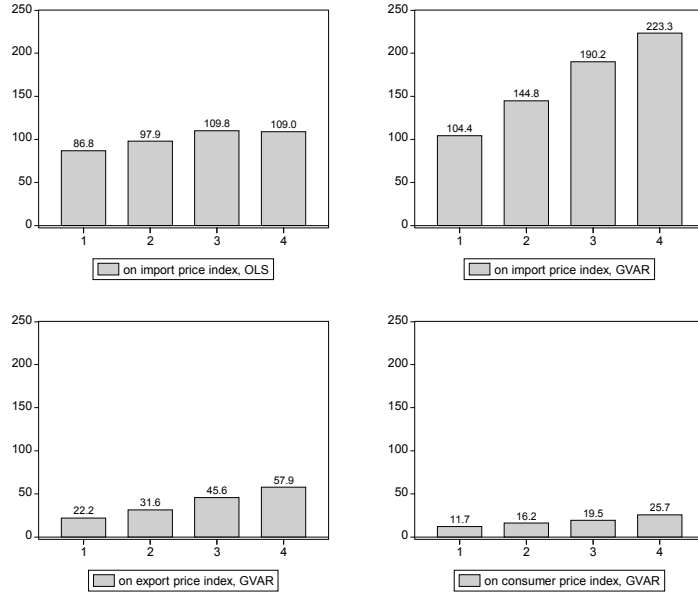 250
200
150
100
50
0
86.8 97.9 109.8 109.0
1 2 3 4
on import price index, OLS
250
200
150
100
50
0
104.4 144.8 190.2 223.3
1 2 3 4
on import price index, GVAR
250
200
150
100
50
0
22.2 31.6 45.6 57.9
1 2 3 4
on export price index, GVAR
250
200
150
100
50
0
11.7 16.2 19.5 25.7
1 2 3 4
on consumer price index, GVAR